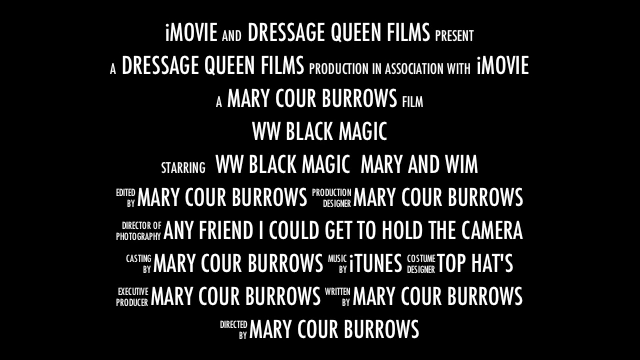 iMOVIE AND DRESSAGE QUEEN FILMS PRESENT
A DRESSAGE QUEEN FILMS PRODUCTION IN ASSOCIATION WITH iMOVIE
A MARY COUR BURROWS FILM
WW BLACK MAGIC
STARRING WW BLACK MAGIC MARY AND WIM
EDITED BY MARY COUR BURROWS PRODUCTION DESIGNER MARY COUR BURROWS
DIRECTOR OF PHOTOGRAPHY ANY FRIEND I COULD GET TO HOLD THE CAMERA
CASTING BY MARY COUR BURROWS MUSIC BY iTUNES COSTUME DESIGNER TOP HAT'S
EXECUTIVE PRODUCER MARY COUR BURROWS WRITTEN BY MARY COUR BURROWS
DIRECTED BY MARY COUR BURROWS